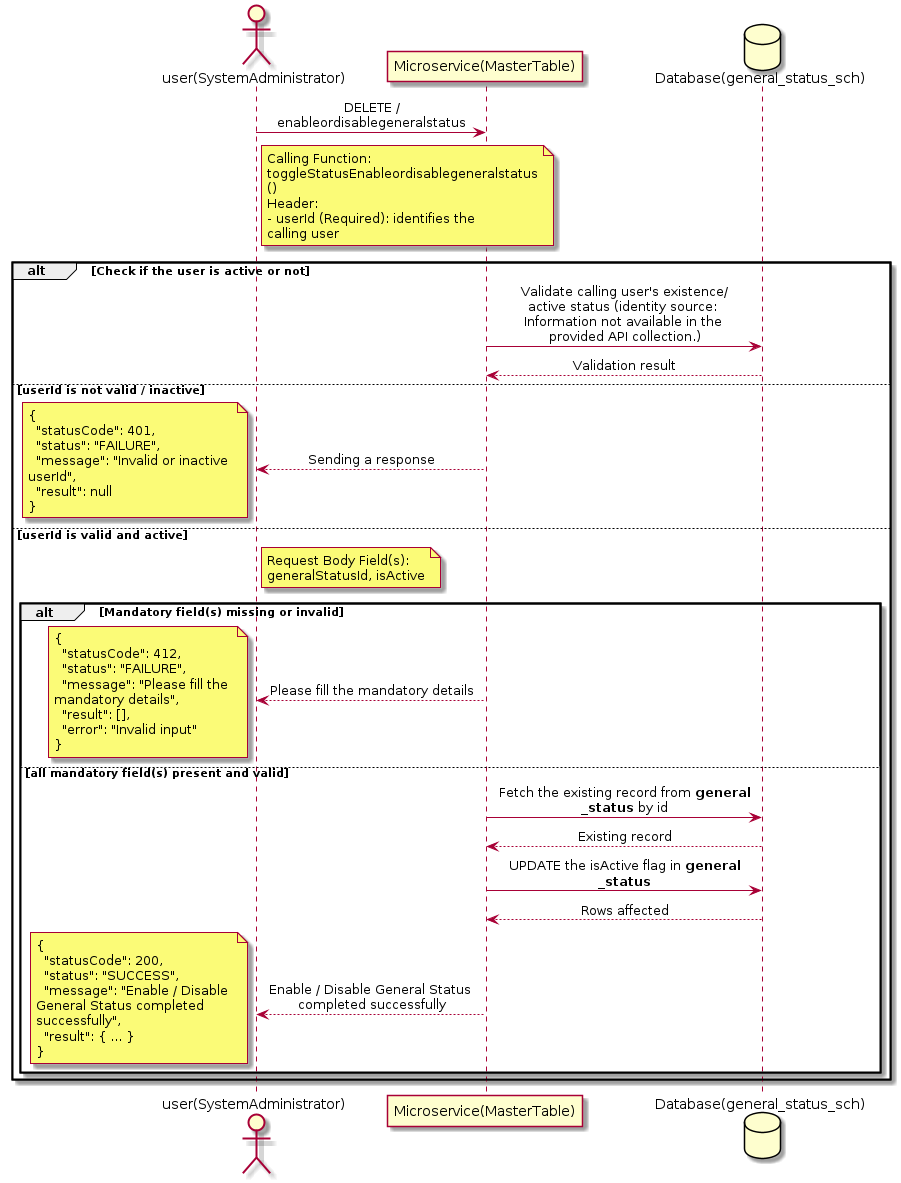 user(SystemAdministrator)
Microservice(MasterTable)
Database(general_status_sch)
DELETE /
enableordisablegeneralstatus
Calling Function:
toggleStatusEnableordisablegeneralstatus
()
Header:
- userId (Required): identifies the
calling user
alt
[Check if the user is active or not]
Validate calling user's existence/
active status (identity source:
Information not available in the
provided API collection.)
Validation result
[userId is not valid / inactive]
{
"statusCode": 401,
"status": "FAILURE",
"message": "Invalid or inactive
userId",
"result": null
}
Sending a response
[userId is valid and active]
Request Body Field(s):
generalStatusId, isActive
alt
[Mandatory field(s) missing or invalid]
{
"statusCode": 412,
"status": "FAILURE",
"message": "Please fill the
mandatory details",
"result": [],
"error": "Invalid input"
}
Please fill the mandatory details
[all mandatory field(s) present and valid]
Fetch the existing record from general
_status by id
Existing record
UPDATE the isActive flag in general
_status
Rows affected
{
"statusCode": 200,
"status": "SUCCESS",
"message": "Enable / Disable
General Status completed
successfully",
"result": { ... }
}
Enable / Disable General Status
completed successfully
user(SystemAdministrator)
Microservice(MasterTable)
Database(general_status_sch)